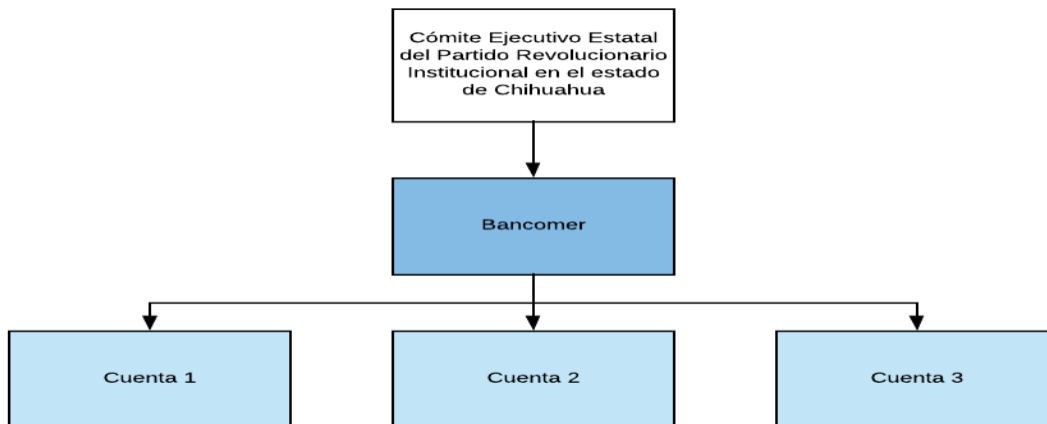 Cómite Ejecutivo Estatal
del Partido Revolucionario
Institucional en el estado
de Chihuahua
Bancomer
Cuenta 1
Cuenta 2
Cuenta 3